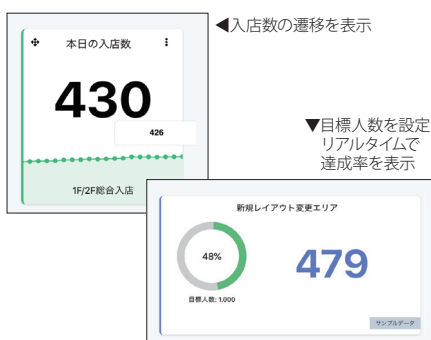 ◀入店数の遷移を表示
本日の入店数
430
426
1F/2F総合入店
▼目標人数を設定
リアルタイムで
達成率を表示
新規レイアウト変更エリア
48%
479
目標人数: 1,000
サンプルデータ